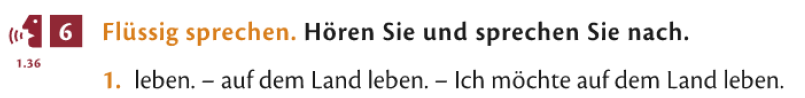 6 Flüssig sprechen. Hören Sie und sprechen Sie nach.
1.36
1. leben. – auf dem Land leben. – Ich möchte auf dem Land leben.